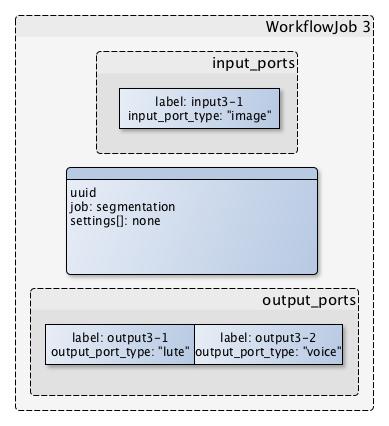 WorkflowJob 3
input_ports
label: input3-1
input_port_type: "image"
uuid
job: segmentation
settings[]: none
output_ports
label: output3-1
output_port_type: "lute"
label: output3-2
output_port_type: "voice"